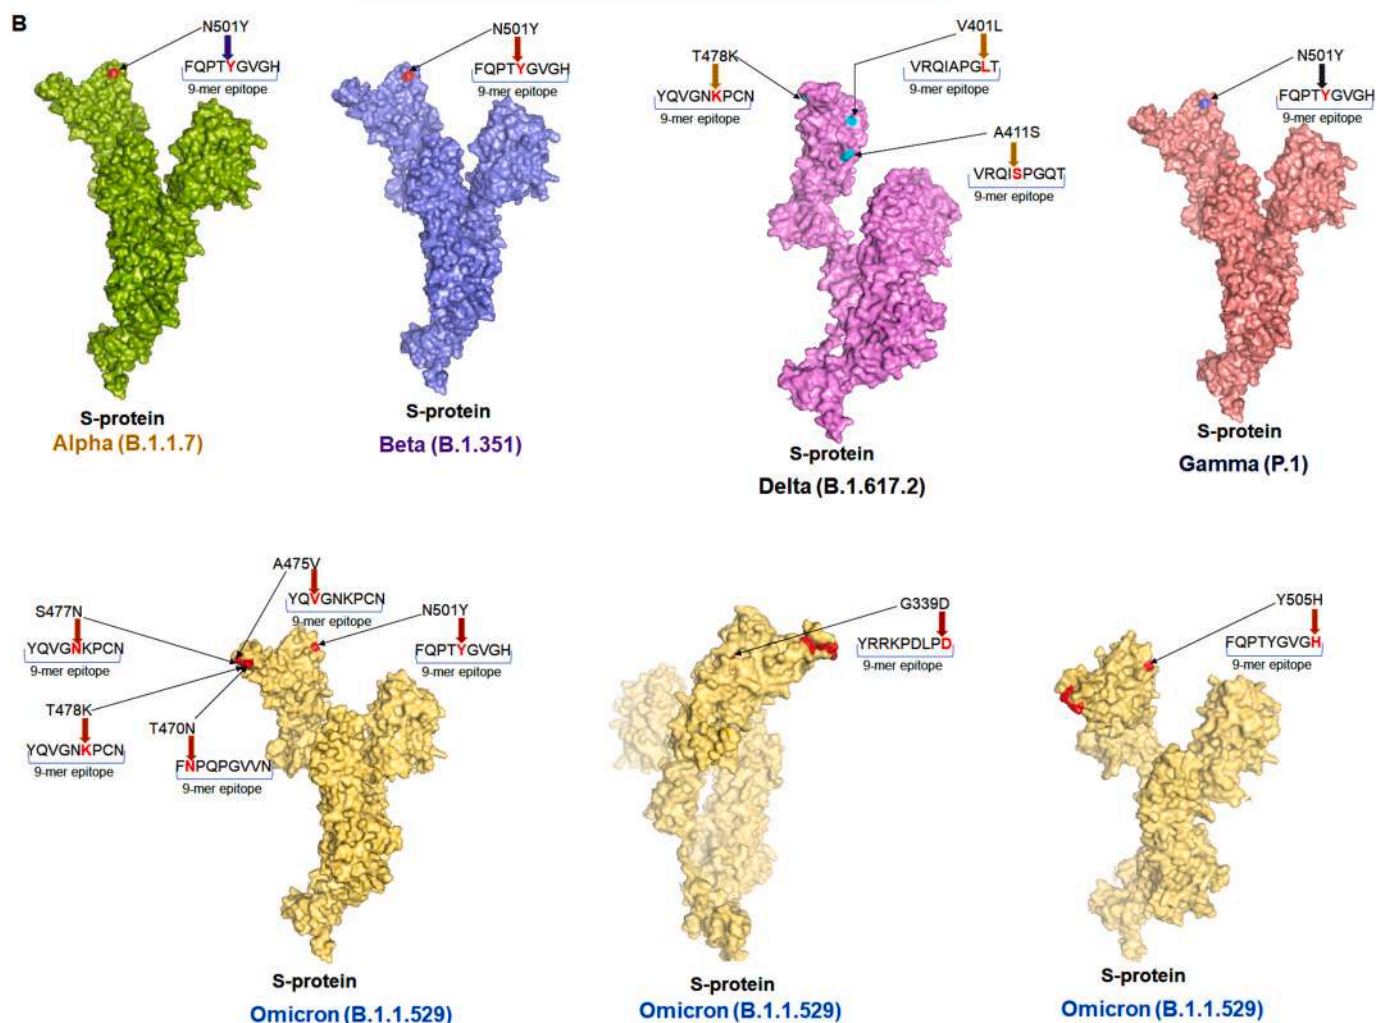 B
N501Y
FQPTYGVGH
9-mer epitope
S-protein
Alpha (B.1.1.7)
N501Y
FQPTYGVGH
9-mer epitope
S-protein
Beta (B.1.351)
T478K
YQVGNKPCN
9-mer epitope
V401L
VRQIAPGLT
9-mer epitope
A411S
VRQISPGQT
9-mer epitope
S-protein
Delta (B.1.617.2)
N501Y
FQPTYGVGH
9-mer epitope
S-protein
Gamma (P.1)
A475V
YQVGNKPCN
9-mer epitope
S477N
YQVGNKPCN
9-mer epitope
N501Y
FQPTYGVGH
9-mer epitope
T478K
YQVGNKPCN
9-mer epitope
T470N
FNPQPGVVN
9-mer epitope
S-protein
Omicron (B.1.1.529)
G339D
YRRKPDLPD
9-mer epitope
S-protein
Omicron (B.1.1.529)
Y505H
FQPTYGVGH
9-mer epitope
S-protein
Omicron (B.1.1.529)